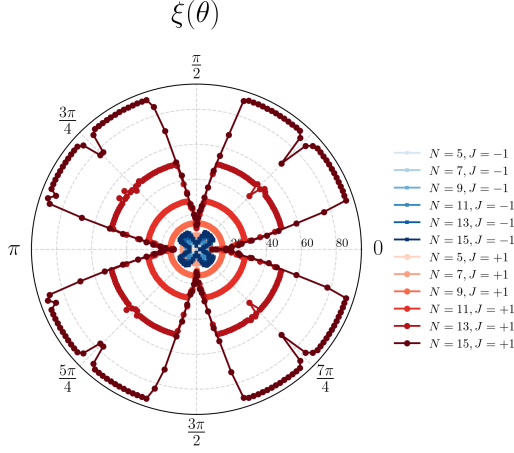 ξ(θ)
π/2
3π/4
π
0
20 40 60 80
5π/4
7π/4
3π/2
N = 5, J = −1
N = 7, J = −1
N = 9, J = −1
N = 11, J = −1
N = 13, J = −1
N = 15, J = −1
N = 5, J = +1
N = 7, J = +1
N = 9, J = +1
N = 11, J = +1
N = 13, J = +1
N = 15, J = +1